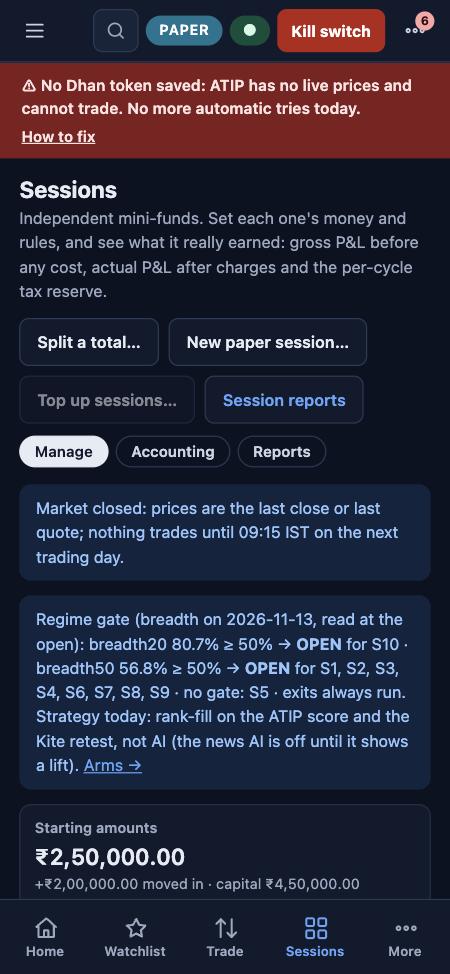 PAPER
Kill switch
6
⚠ No Dhan token saved: ATIP has no live prices and
cannot trade. No more automatic tries today.
How to fix
Sessions
Independent mini-funds. Set each one's money and
rules, and see what it really earned: gross P&L before
any cost, actual P&L after charges and the per-cycle
tax reserve.
Split a total...
New paper session...
Top up sessions...
Session reports
Manage
Accounting
Reports
Market closed: prices are the last close or last
quote; nothing trades until 09:15 IST on the next
trading day.
Regime gate (breadth on 2026-11-13, read at the
open): breadth20 80.7% ≥ 50% → OPEN for S10 ·
breadth50 56.8% ≥ 50% → OPEN for S1, S2, S3,
S4, S6, S7, S8, S9 · no gate: S5 · exits always run.
Strategy today: rank-fill on the ATIP score and the
Kite retest, not AI (the news AI is off until it shows
a lift). Arms →
Starting amounts
₹2,50,000.00
+₹2,00,000.00 moved in · capital ₹4,50,000.00
Home
Watchlist
Trade
Sessions
More